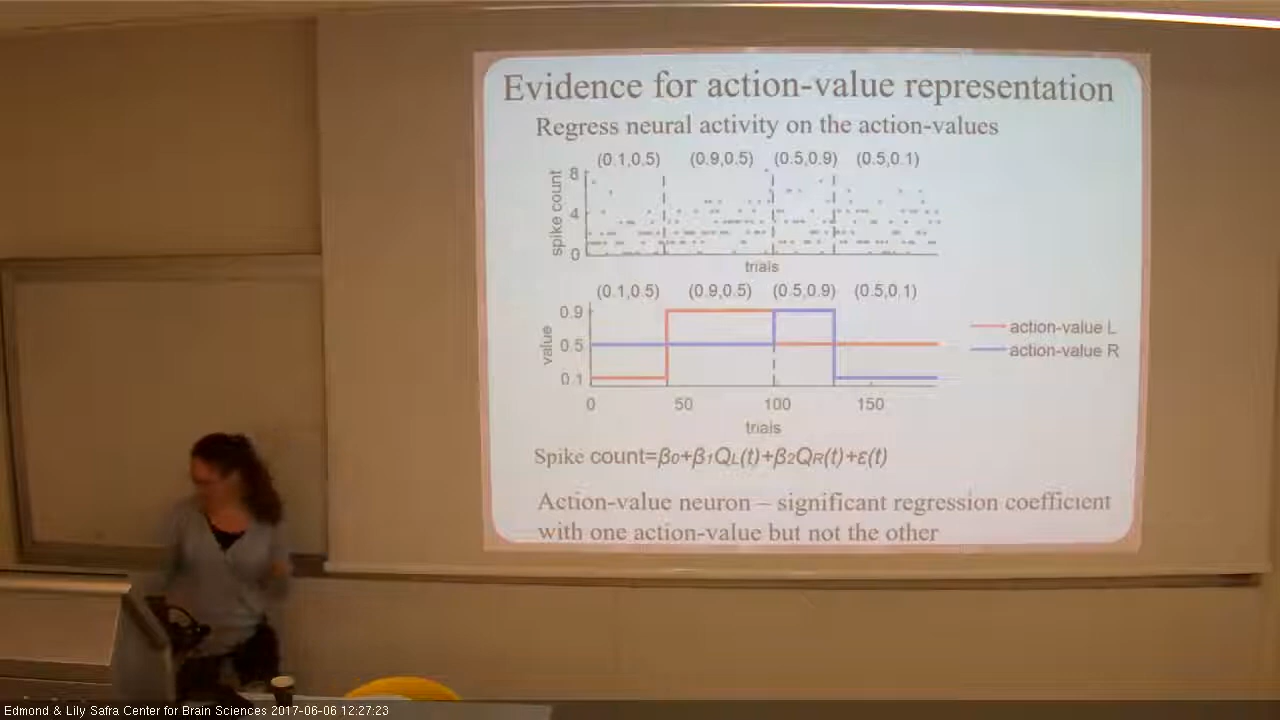 Evidence for action-value representation
Regress neural activity on the action-values
(0.1,0.5) (0.9,0.5) (0.5,0.9) (0.5,0.1)
spike count
8
4
0
trials
(0.1,0.5) (0.9,0.5) (0.5,0.9) (0.5,0.1)
value
0.9
0.5
0.1
action-value L
action-value R
0 50 100 150
trials
Spike count=β0+β1QL(t)+β2QR(t)+ε(t)
Action-value neuron – significant regression coefficient
with one action-value but not the other
Edmond & Lily Safra Center for Brain Sciences 2017-06-06 12:27:23